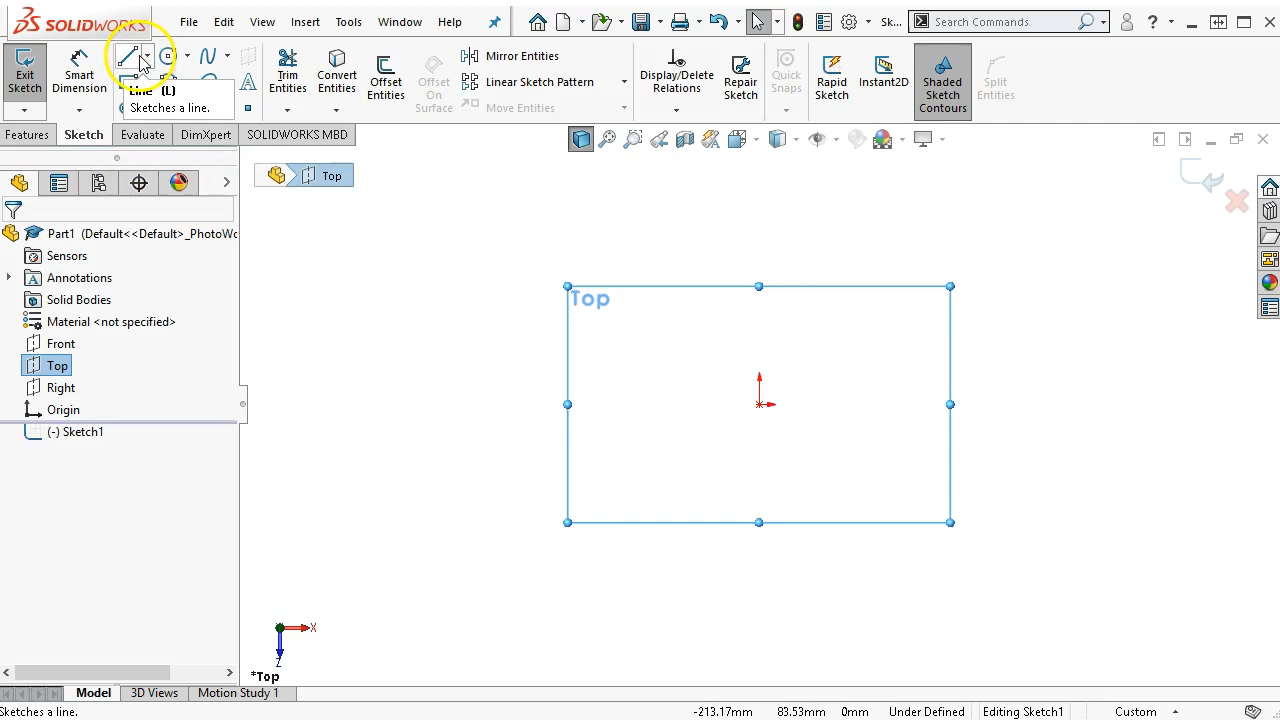 SOLIDWORKS File Edit View Insert Tools Window Help Sk... Search Commands ?
Exit Sketch
Smart Dimension
Line (L)
Sketches a line.
Trim Entities
Convert Entities
Offset Entities
Offset On Surface
Mirror Entities
Linear Sketch Pattern
Move Entities
Display/Delete Relations
Repair Sketch
Quick Snaps
Rapid Sketch
Instant2D
Shaded Sketch Contours
Split Entities
Features Sketch Evaluate DimXpert SOLIDWORKS MBD
Top
Part1 (Default<<Default>_PhotoWo
Sensors
Annotations
Solid Bodies
Material <not specified>
Front
Top
Right
Origin
(-) Sketch1
Top
X
Z
*Top
Model 3D Views Motion Study 1
Sketches a line. -213.17mm 83.53mm 0mm Under Defined Editing Sketch1 Custom